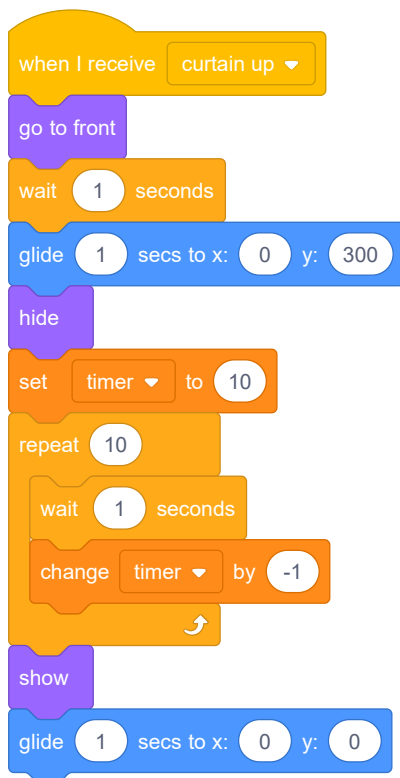 when I receive curtain up
go to front
wait 1 seconds
glide 1 secs to x: 0 y: 300
hide
set timer to 10
repeat 10
wait 1 seconds
change timer by -1
show
glide 1 secs to x: 0 y: 0